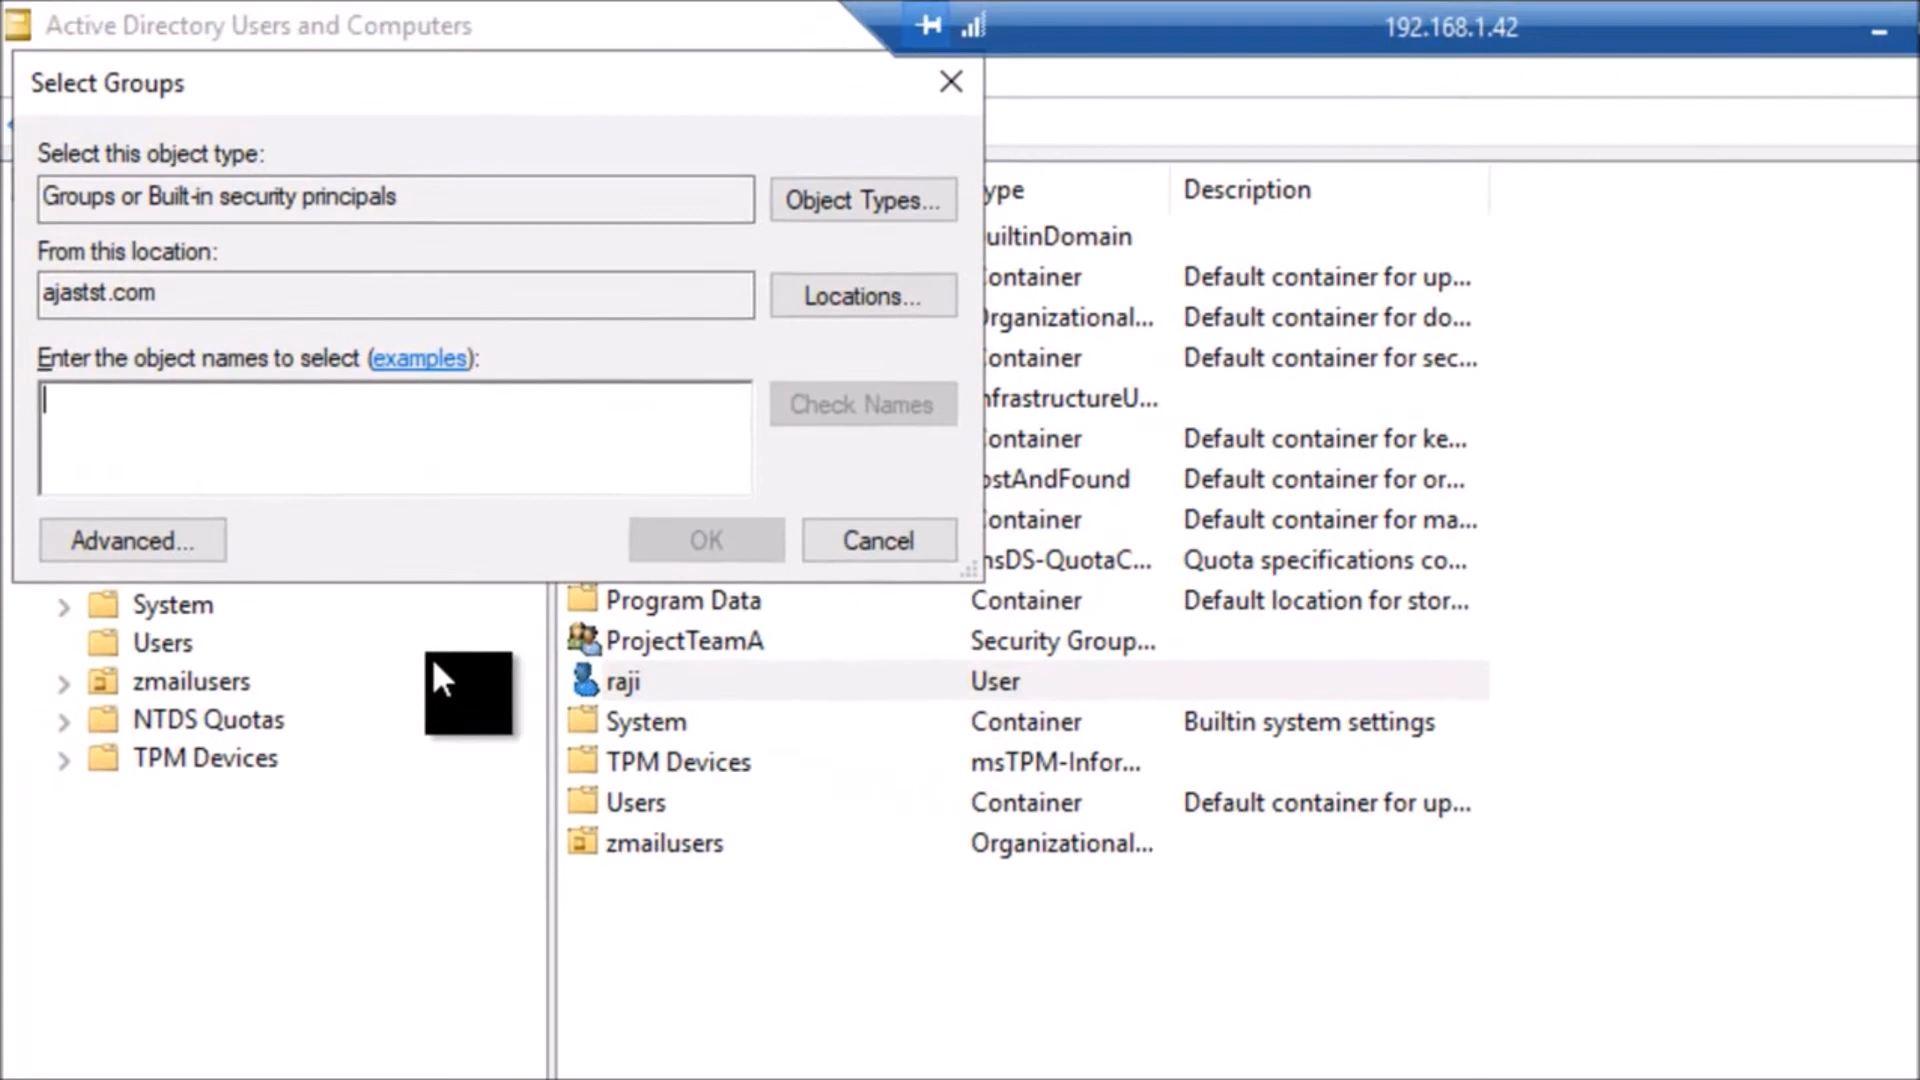 Active Directory Users and Computers
192.168.1.42
Select Groups
Select this object type:
Groups or Built-in security principals
Object Types...
From this location:
ajastst.com
Locations...
Enter the object names to select (examples):
Check Names
Advanced...
OK
Cancel
System
Users
zmailusers
NTDS Quotas
TPM Devices
ype Description
uiltinDomain
ontainer Default container for up...
Organizational... Default container for do...
ontainer Default container for sec...
nfrastructureU...
ontainer Default container for ke...
ostAndFound Default container for or...
ontainer Default container for ma...
msDS-QuotaC... Quota specifications co...
Program Data Container Default location for stor...
ProjectTeamA Security Group...
raji User
System Container Builtin system settings
TPM Devices msTPM-Infor...
Users Container Default container for up...
zmailusers Organizational...